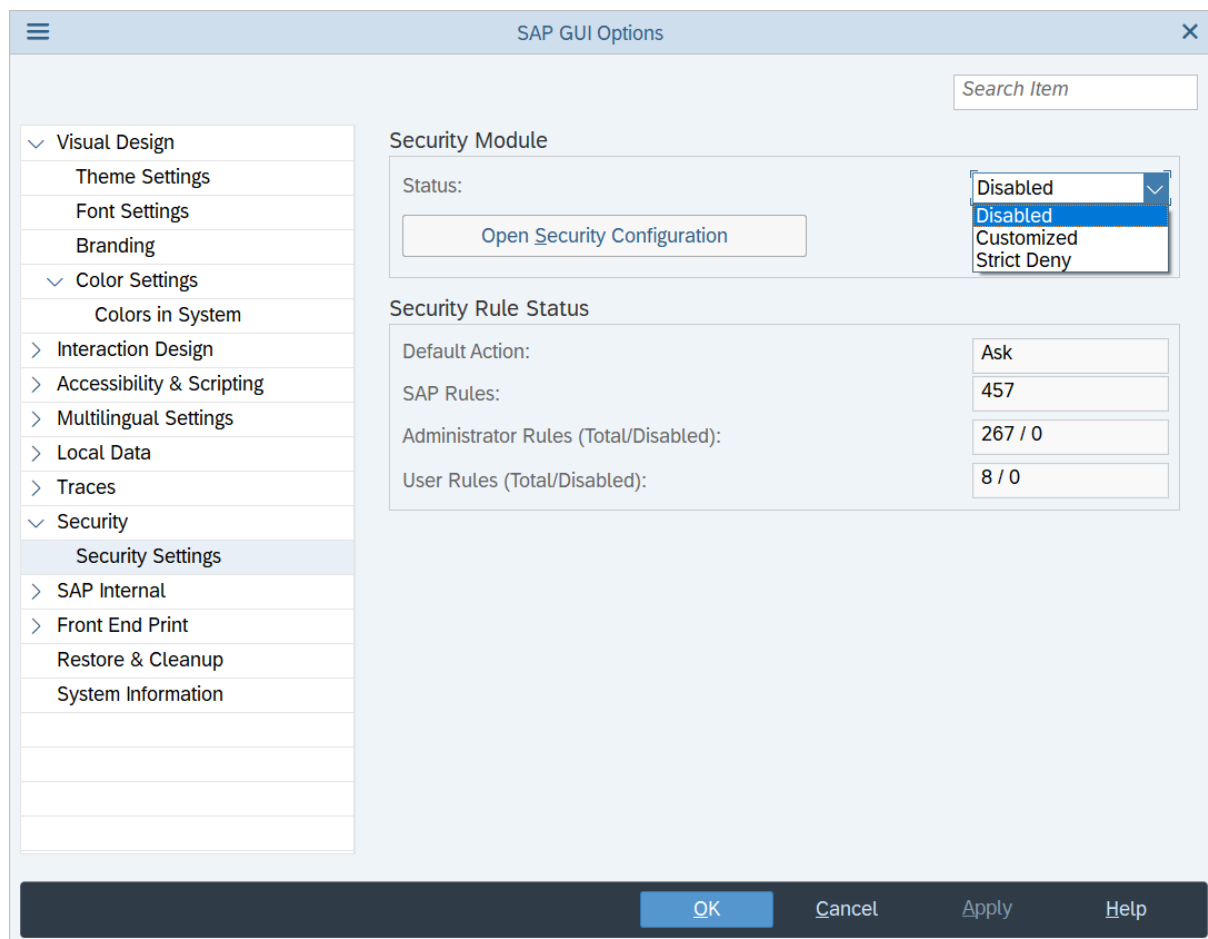 SAP GUI Options
Search Item
Visual Design
Theme Settings
Font Settings
Branding
Color Settings
Colors in System
Interaction Design
Accessibility & Scripting
Multilingual Settings
Local Data
Traces
Security
Security Settings
SAP Internal
Front End Print
Restore & Cleanup
System Information
Security Module
Status:
Disabled
Disabled
Customized
Strict Deny
Open Security Configuration
Security Rule Status
Default Action: Ask
SAP Rules: 457
Administrator Rules (Total/Disabled): 267 / 0
User Rules (Total/Disabled): 8 / 0
OK Cancel Apply Help